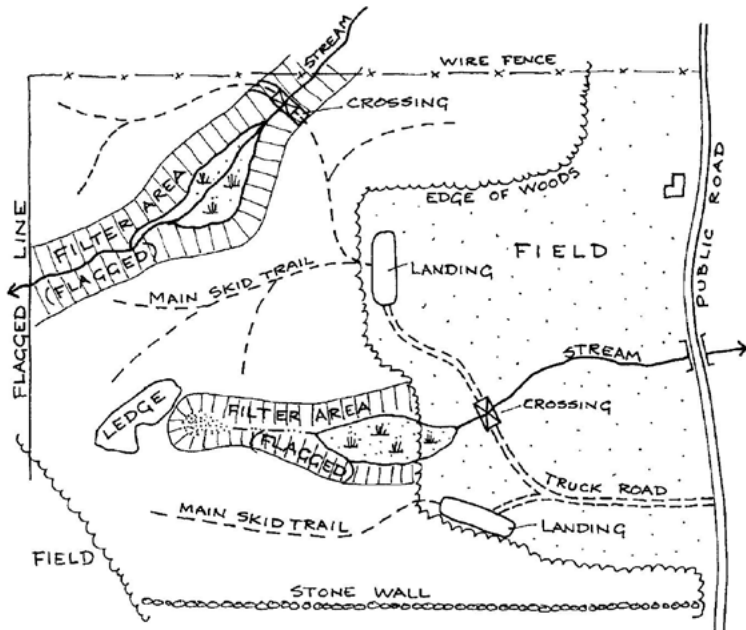 STREAM
WIRE FENCE
CROSSING
EDGE OF WOODS
FILTER AREA
(FLAGGED)
FIELD
PUBLIC ROAD
LANDING
MAIN SKID TRAIL
FLAGGED LINE
STREAM
LEDGE
FILTER AREA
(FLAGGED)
CROSSING
TRUCK ROAD
MAIN SKID TRAIL
LANDING
FIELD
STONE WALL